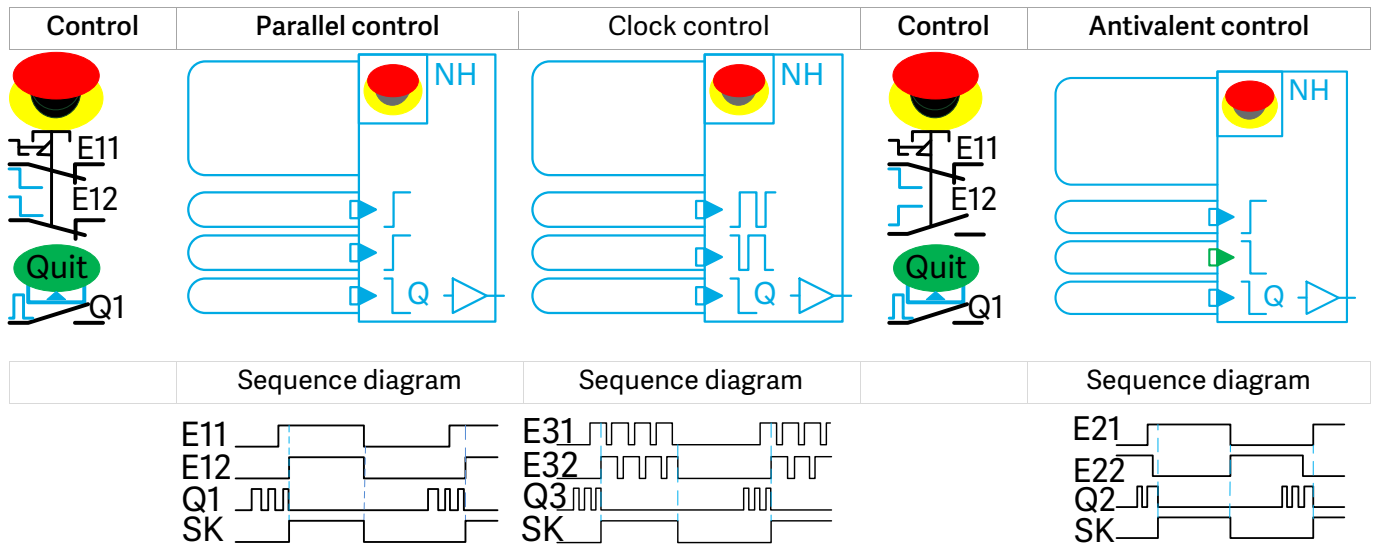 Control Parallel control Clock control Control Antivalent control
NH NH NH
E11 E11
E12 E12
Quit Quit
Q1 Q Q Q1 Q
Sequence diagram Sequence diagram Sequence diagram
E11 E31 E21
E12 E32 E22
Q1 Q3 Q2
SK SK SK